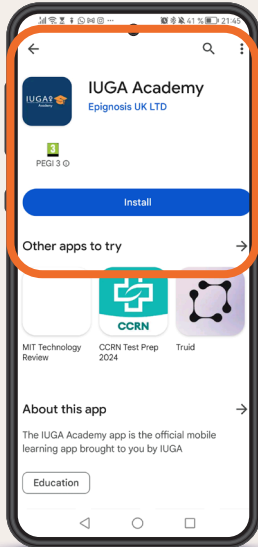 41 % 21:45
IUGA Academy
IUGA
Academy
Epignosis UK LTD
3
PEGI 3
Install
Other apps to try
CCRN
MIT Technology
Review
CCRN Test Prep
2024
Truid
About this app
The IUGA Academy app is the official mobile
learning app brought to you by IUGA
Education